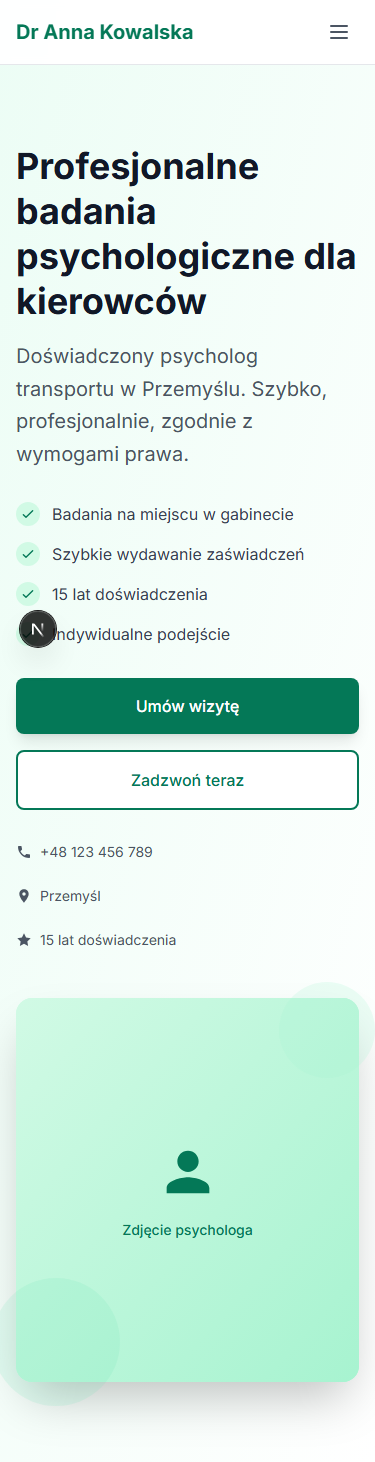 Dr Anna Kowalska
Profesjonalne
badania
psychologiczne dla
kierowców
Doświadczony psycholog
transportu w Przemyślu. Szybko,
profesjonalnie, zgodnie z
wymogami prawa.
Badania na miejscu w gabinecie
Szybkie wydawanie zaświadczeń
15 lat doświadczenia
N
Indywidualne podejście
Umów wizytę
Zadzwoń teraz
+48 123 456 789
Przemyśl
15 lat doświadczenia
Zdjęcie psychologa